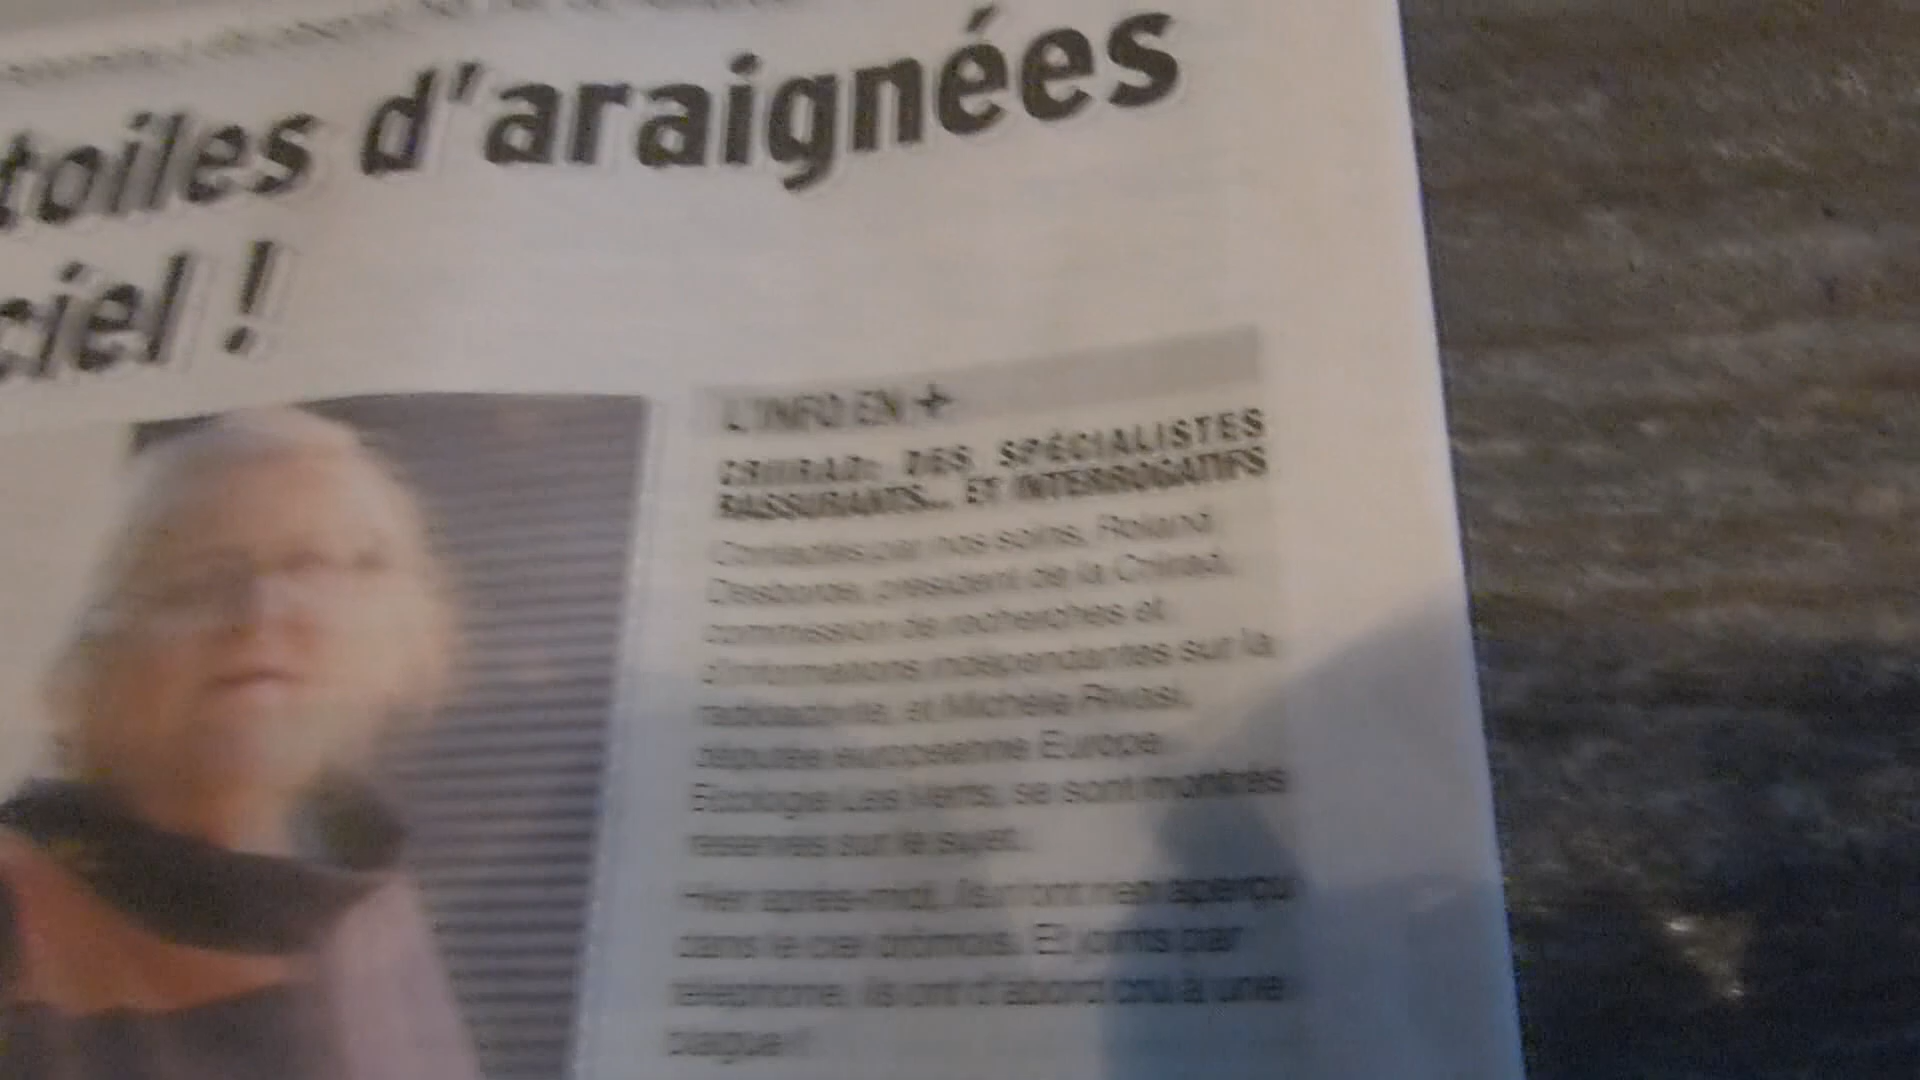 toiles d'araignées
ciel !
L'INFO EN +
CRIIRAD: DES SPÉCIALISTES
RASSURANTS... ET INTERROGATIFS
Contactés par nos soins, Roland
Desbordes, président de la Criirad,
commission de recherches et
d'informations indépendantes sur la
radioactivité, et Michèle Rivasi,
députée européenne Europe
Ecologie Les Verts, se sont montrés
réservés sur le sujet.
Hier après-midi, ils n'ont rien aperçu
dans le ciel drômois. Et joints par
téléphone, ils ont d'abord cru à une
blague !